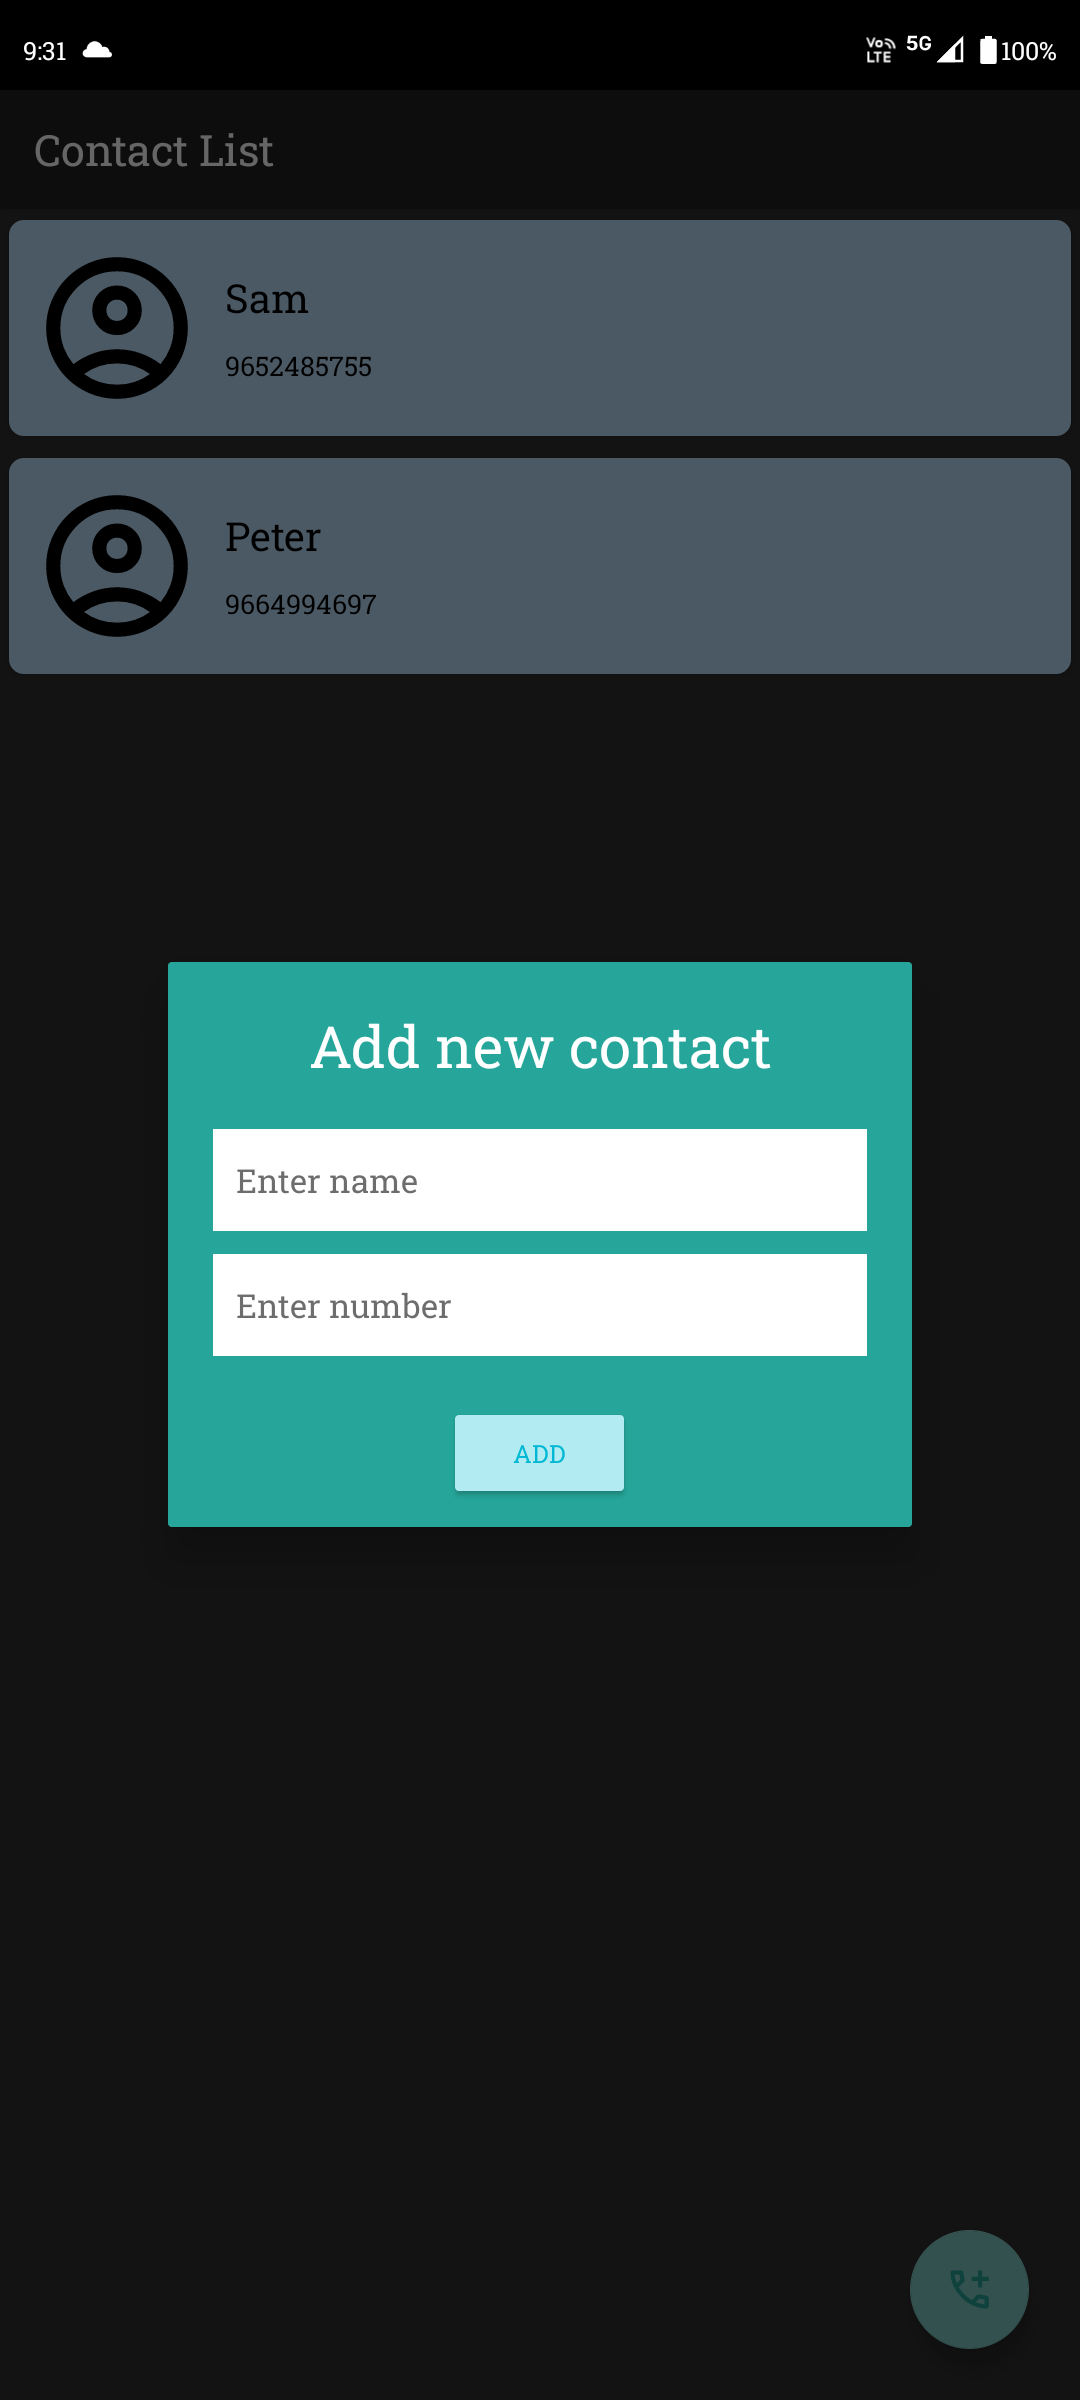 9:31 Vo LTE 5G 100%
Contact List
Sam
9652485755
Peter
9664994697
Add new contact
Enter name
Enter number
ADD